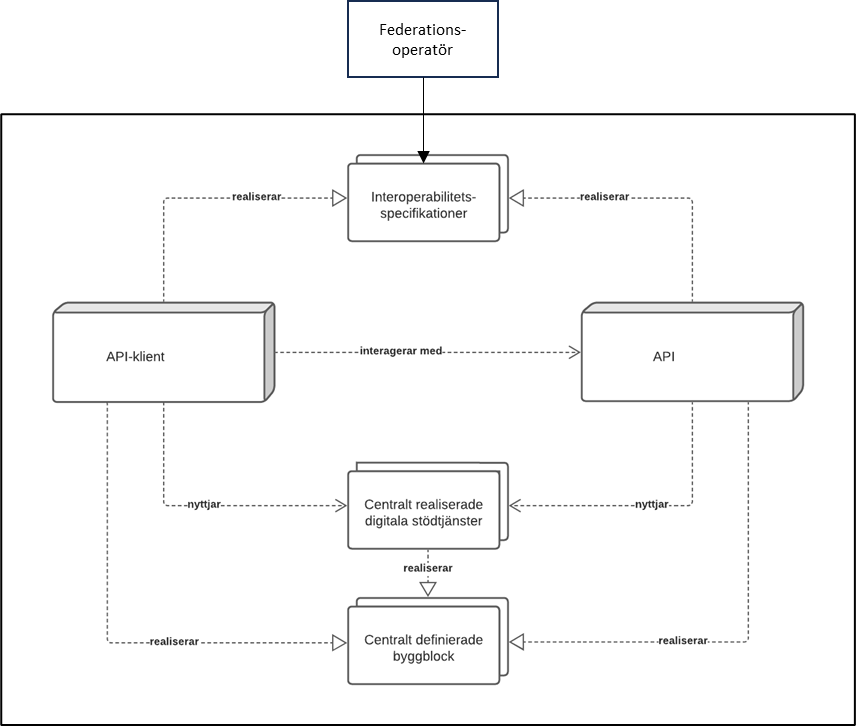 Federations-
operatör
realiserar
Interoperabilitets-
specifikationer
realiserar
API-klient
interagerar med
API
nyttjar
Centralt realiserade
digitala stödtjänster
nyttjar
realiserar
realiserar
Centralt definierade
byggblock
realiserar